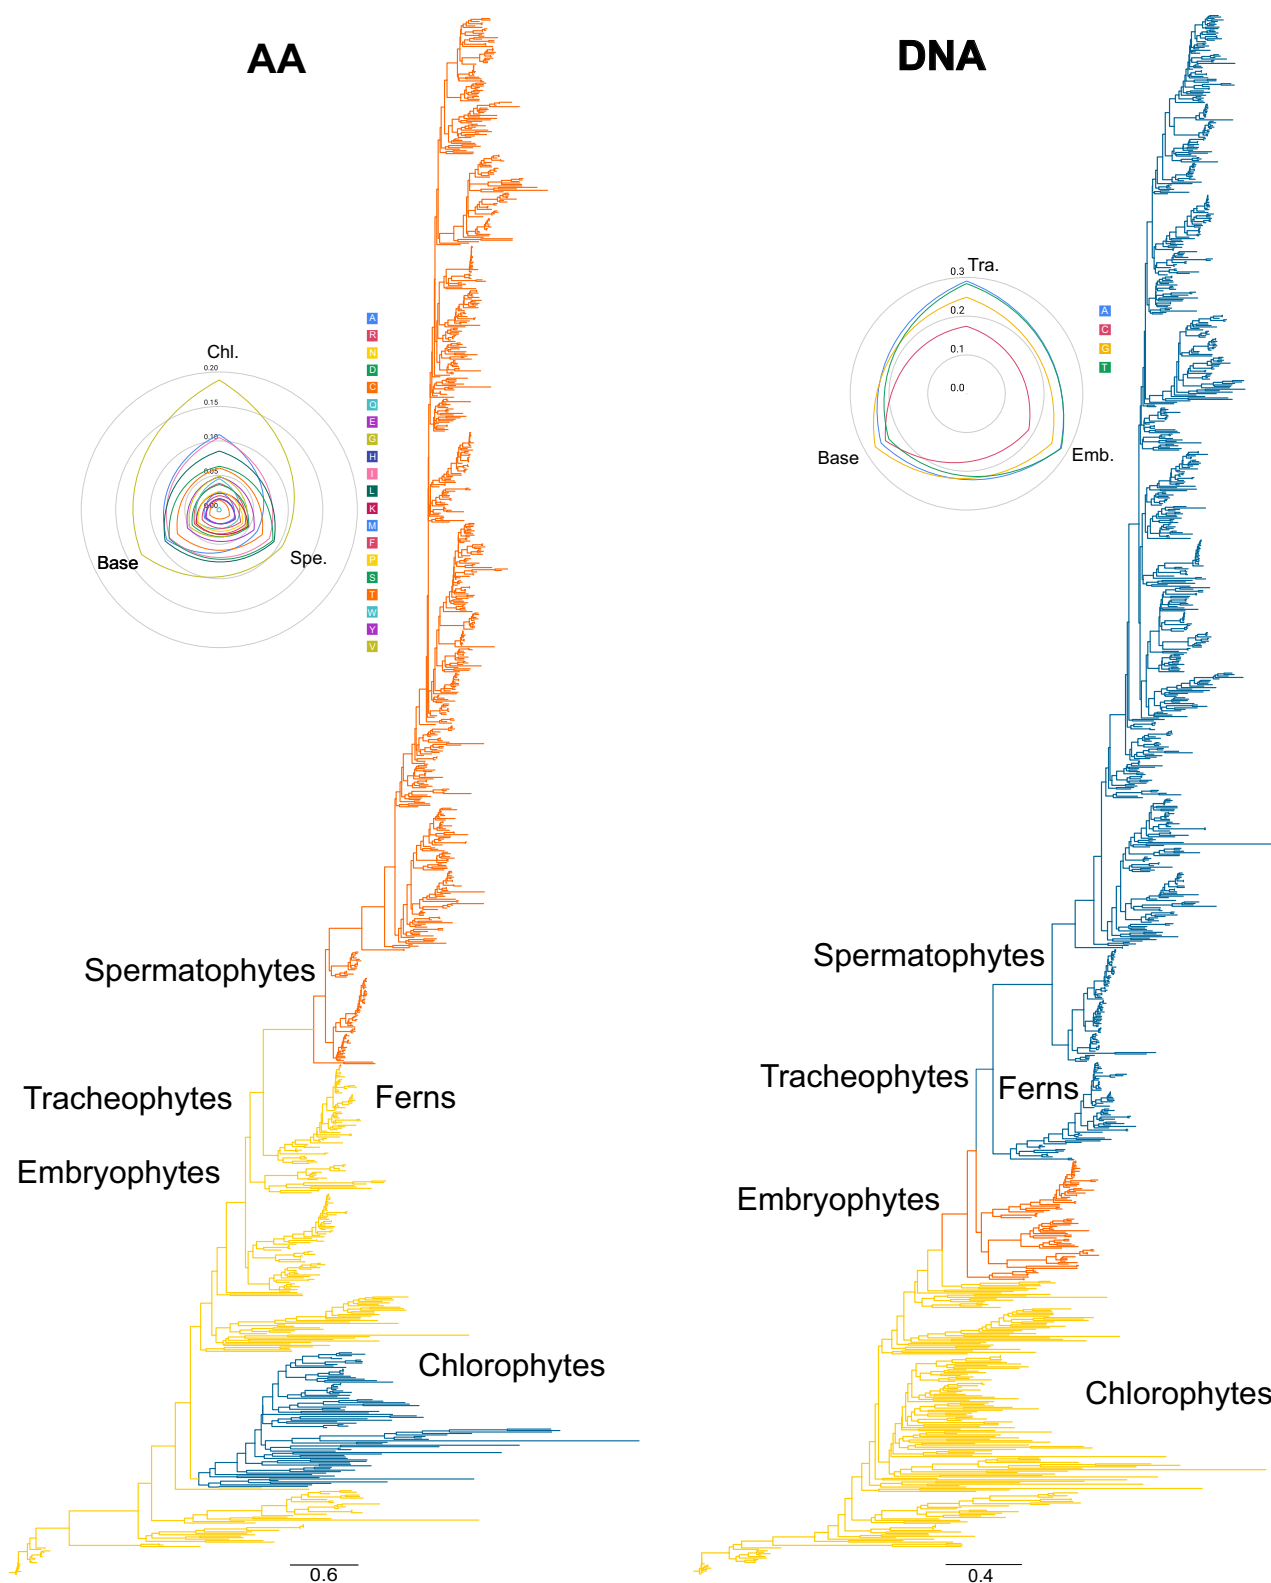 AA
Chl.
0.20
0.15
0.10
0.05
0.00
Base
Spe.
A
R
N
D
C
Q
E
G
H
I
L
K
M
F
P
S
T
W
Y
V
Spermatophytes
Tracheophytes
Ferns
Embryophytes
Chlorophytes
0.6
DNA
Tra.
0.3
0.2
0.1
0.0
Base
Emb.
A
C
G
T
Spermatophytes
Tracheophytes
Ferns
Embryophytes
Chlorophytes
0.4